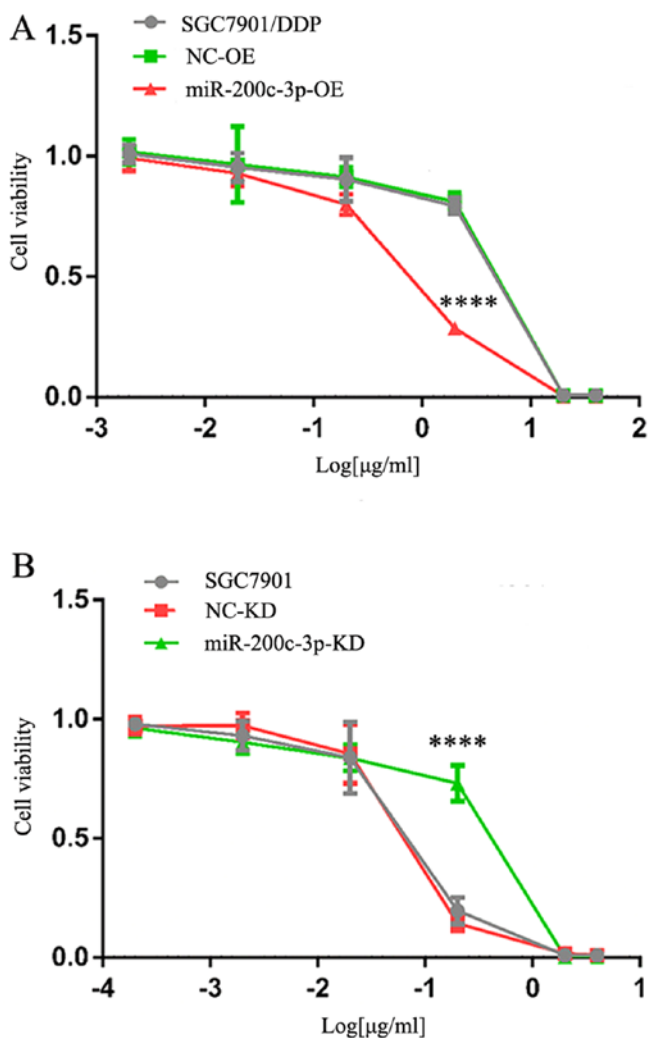 A
SGC7901/DDP
NC-OE
miR-200c-3p-OE
1.5
1.0
0.5
0.0
Cell viability
****
-3
-2
-1
0
1
2
Log[μg/ml]
B
SGC7901
NC-KD
miR-200c-3p-KD
1.5
1.0
0.5
0.0
Cell viability
****
-4
-3
-2
-1
0
1
Log[μg/ml]